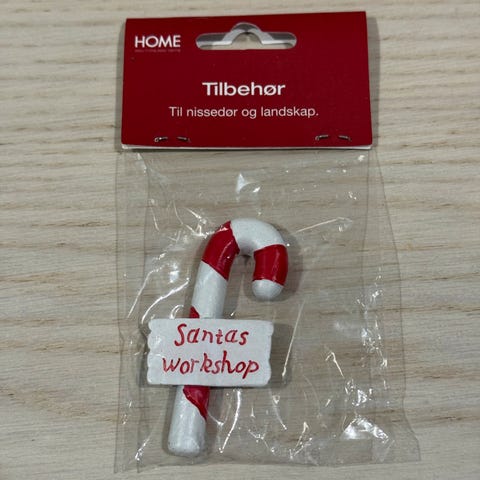 HOME
Tilbehør
Til nissedør og landskap.
Santas
workshop